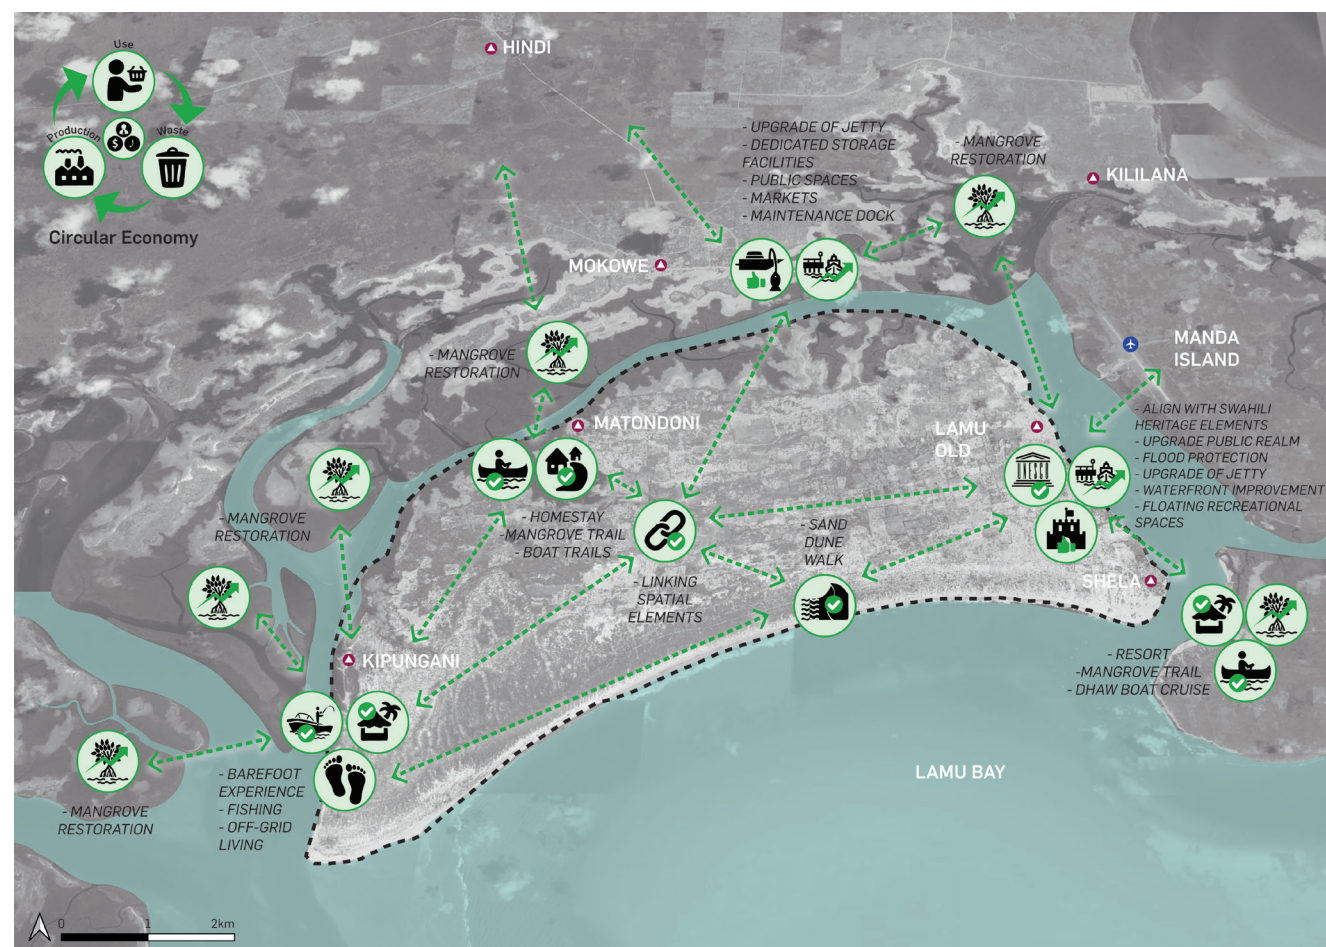 Use
Production
Waste
Circular Economy
HINDI
- UPGRADE OF JETTY
- DEDICATED STORAGE
FACILITIES
- PUBLIC SPACES
- MARKETS
- MAINTENANCE DOCK
- MANGROVE
RESTORATION
KILILANA
MOKOWE
MANDA
ISLAND
- MANGROVE
RESTORATION
MATONDONI
LAMU
OLD
- ALIGN WITH SWAHILI
HERITAGE ELEMENTS
- UPGRADE PUBLIC REALM
- FLOOD PROTECTION
- UPGRADE OF JETTY
- WATERFRONT IMPROVEMENT
- FLOATING RECREATIONAL
SPACES
UNESCO
- MANGROVE
RESTORATION
- HOMESTAY
-MANGROVE TRAIL
- BOAT TRAILS
- SAND
DUNE
WALK
- LINKING
SPATIAL
ELEMENTS
SHELA
KIPUNGANI
- RESORT
-MANGROVE TRAIL
- DHAW BOAT CRUISE
- BAREFOOT
EXPERIENCE
- FISHING
- OFF-GRID
LIVING
- MANGROVE
RESTORATION
LAMU BAY
0 1 2km